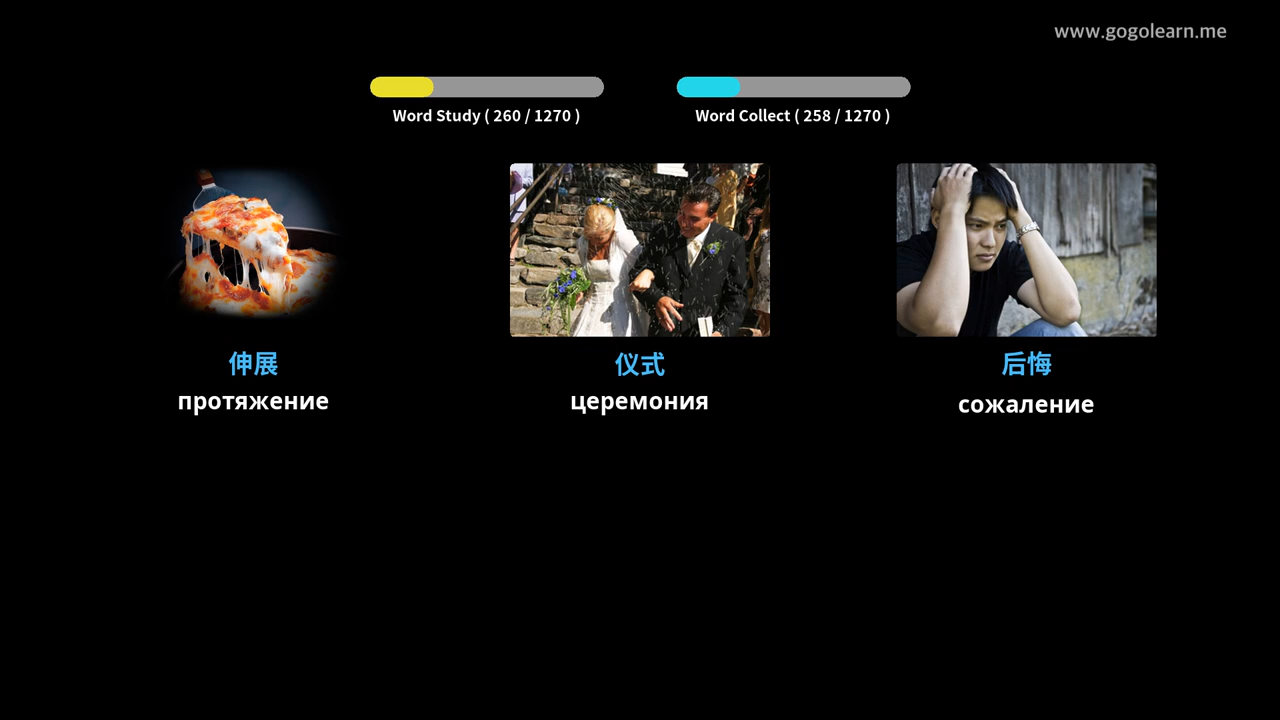 www.gogolearn.me
Word Study ( 260 / 1270 )
Word Collect ( 258 / 1270 )
伸展
протяжение
仪式
церемония
后悔
сожаление